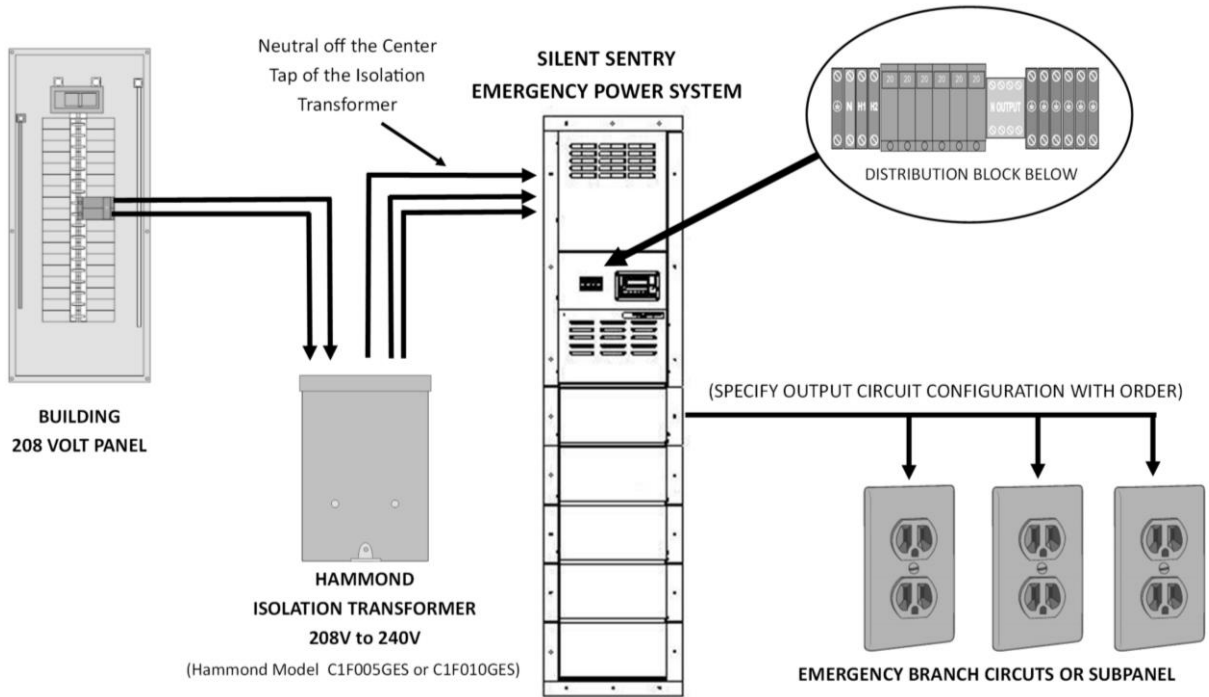 Neutral off the Center
Tap of the Isolation
Transformer
SILENT SENTRY
EMERGENCY POWER SYSTEM
20 20 20 20 20 20
N H1 H2
N OUTPUT
DISTRIBUTION BLOCK BELOW
BUILDING
208 VOLT PANEL
(SPECIFY OUTPUT CIRCUIT CONFIGURATION WITH ORDER)
HAMMOND
ISOLATION TRANSFORMER
208V to 240V
(Hammond Model C1F005GES or C1F010GES)
EMERGENCY BRANCH CIRCUTS OR SUBPANEL